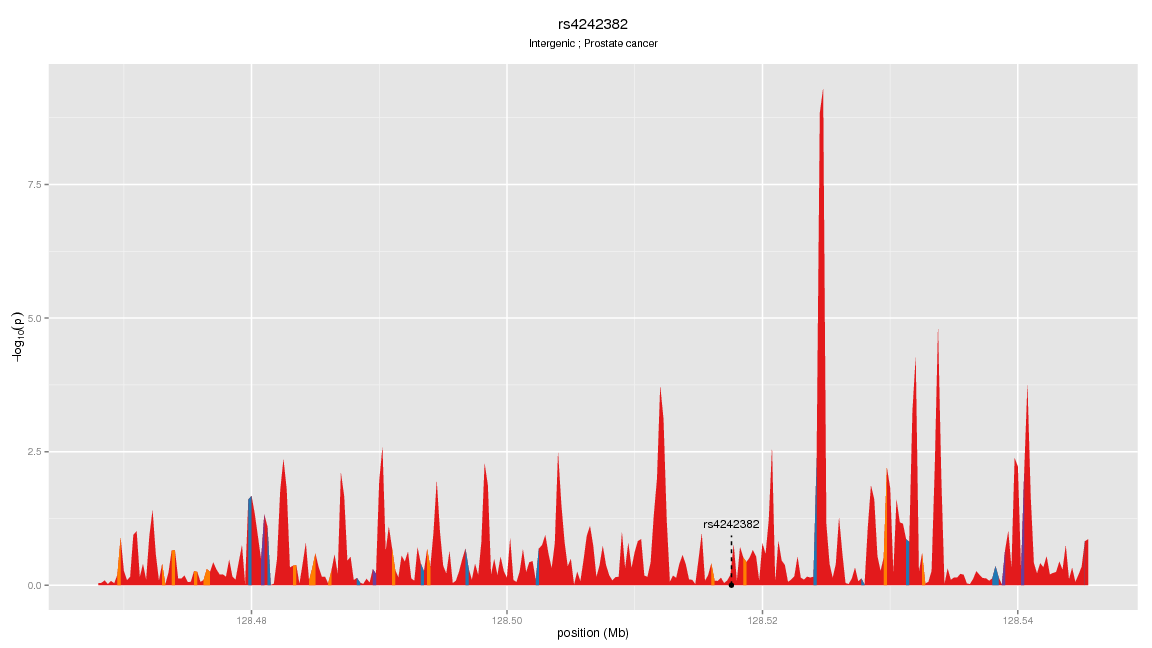 rs4242382
Intergenic ; Prostate cancer
−log10(p)
7.5
5.0
2.5
0.0
rs4242382
128.48
128.50
128.52
128.54
position (Mb)